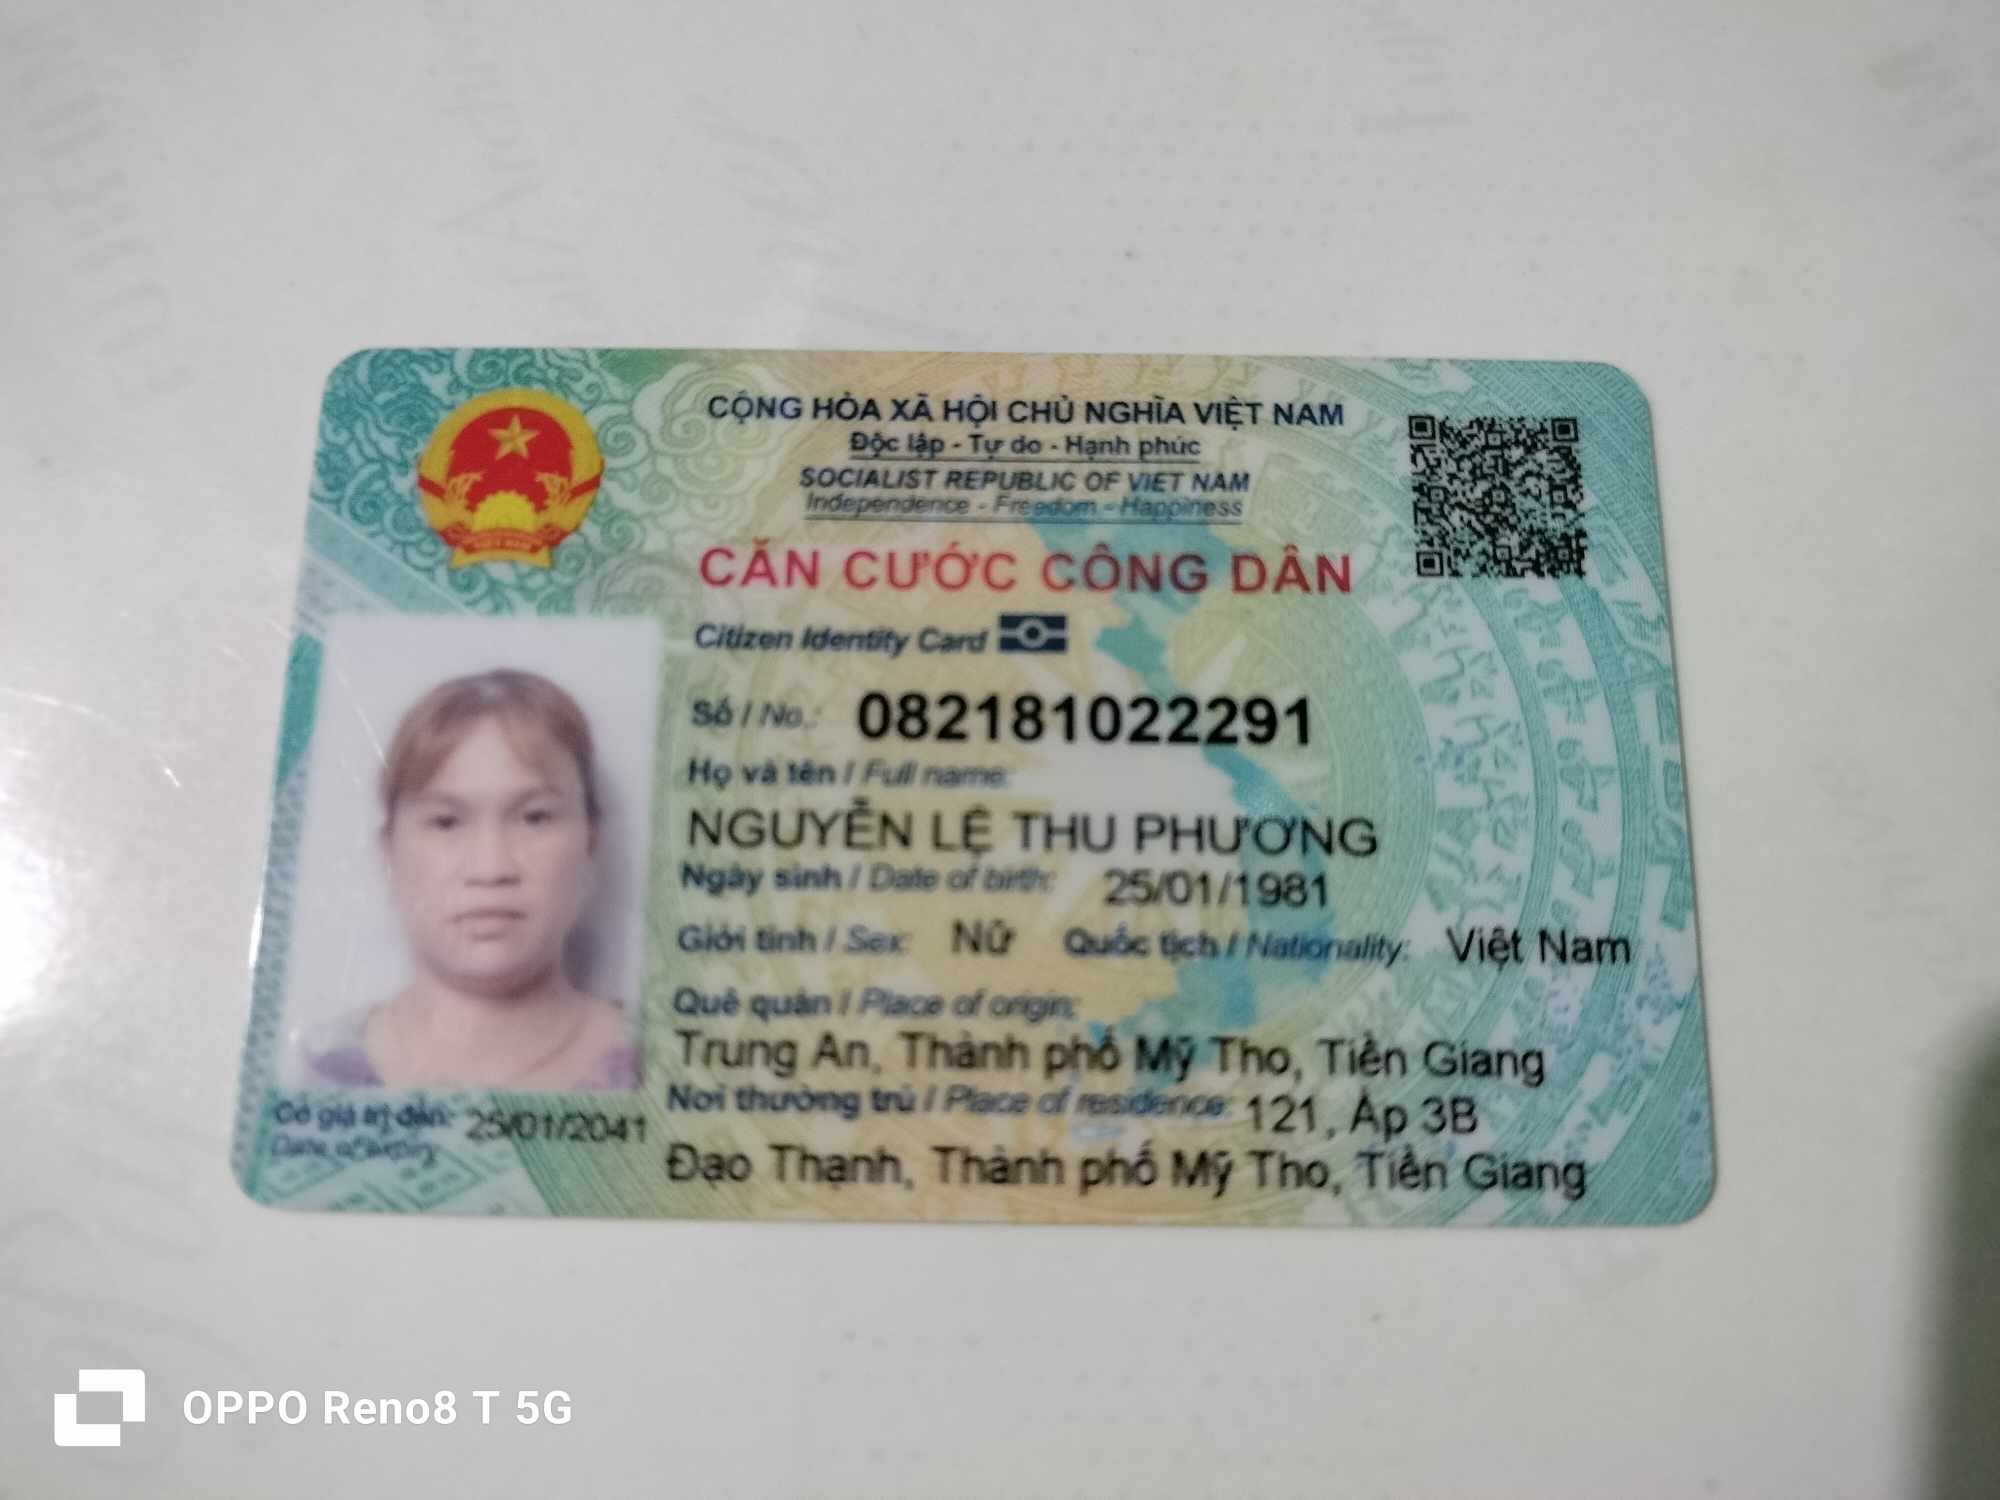 CỘNG HÒA XÃ HỘI CHỦ NGHĨA VIỆT NAM
Độc lập - Tự do - Hạnh phúc
SOCIALIST REPUBLIC OF VIET NAM
Independence - Freedom - Happiness
CĂN CƯỚC CÔNG DÂN
Citizen Identity Card
Số / No.: 082181022291
Họ và tên / Full name:
NGUYỄN LỆ THU PHƯƠNG
Ngày sinh / Date of birth: 25/01/1981
Giới tính / Sex: Nữ Quốc tịch / Nationality: Việt Nam
Quê quán / Place of origin:
Trung An, Thành phố Mỹ Tho, Tiền Giang
Nơi thường trú / Place of residence: 121, Ấp 3B
Đạo Thạnh, Thành phố Mỹ Tho, Tiền Giang
Có giá trị đến: 25/01/2041
Date of expiry
VIỆT NAM
OPPO Reno8 T 5G